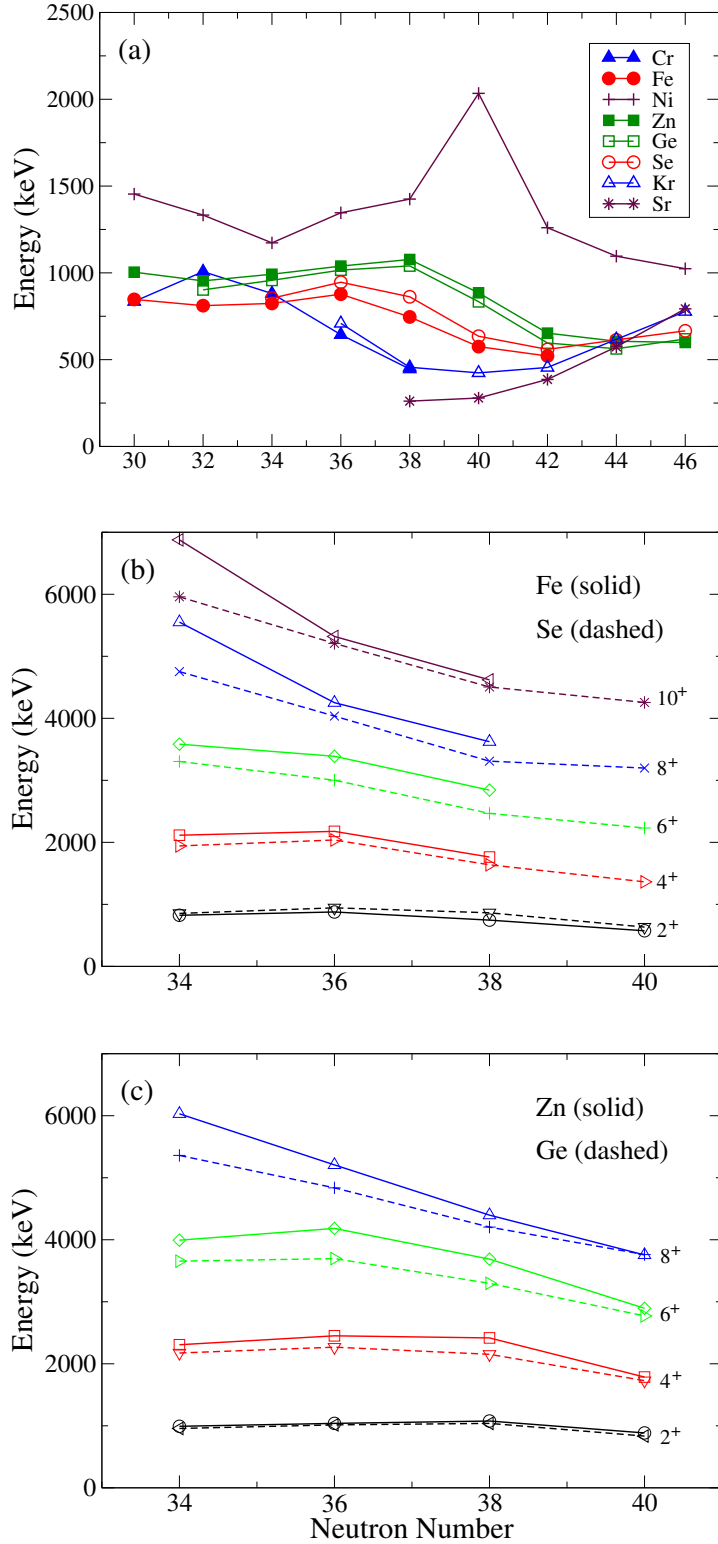 2500
(a)
Cr
Fe
Ni
Zn
Ge
Se
Kr
Sr
2000
1500
1000
500
0
Energy (keV)
30 32 34 36 38 40 42 44 46
(b)
Fe (solid)
Se (dashed)
6000
4000
2000
0
Energy (keV)
10⁺
8⁺
6⁺
4⁺
2⁺
34 36 38 40
(c)
Zn (solid)
Ge (dashed)
6000
4000
2000
0
Energy (keV)
8⁺
6⁺
4⁺
2⁺
34 36 38 40
Neutron Number